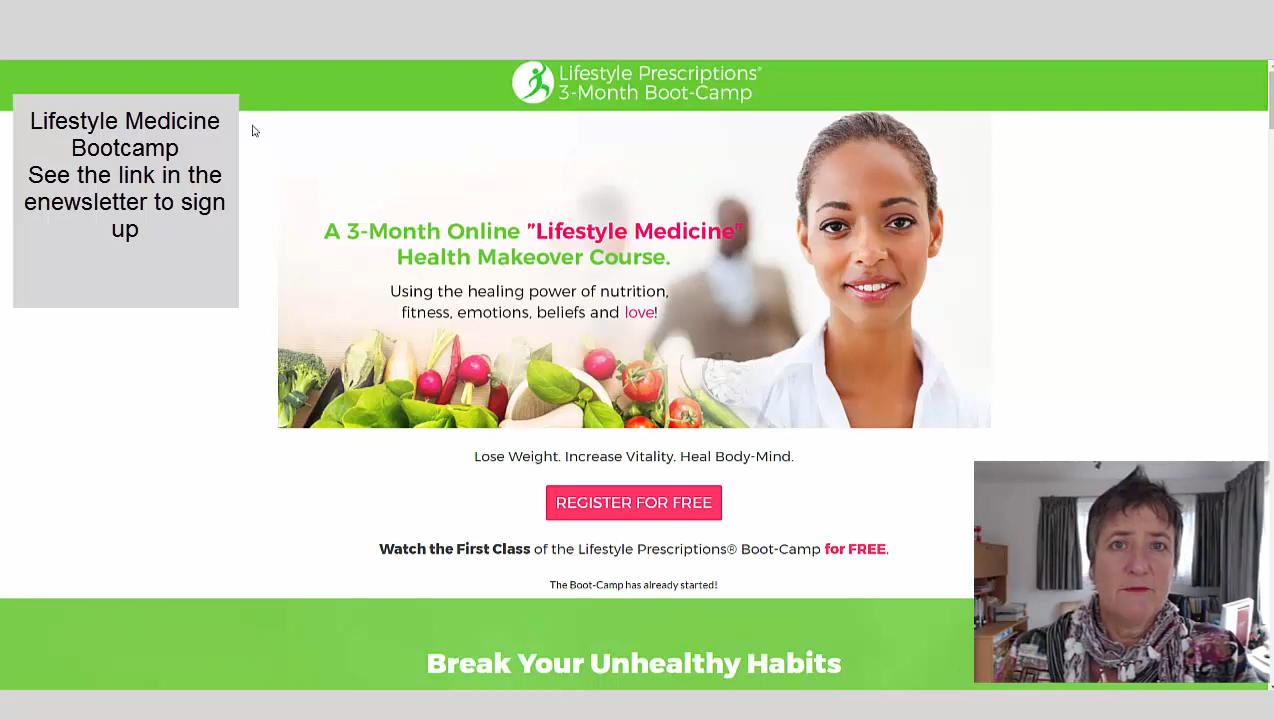 Lifestyle Prescriptions®
3-Month Boot-Camp
Lifestyle Medicine
Bootcamp
See the link in the
enewsletter to sign
up
A 3-Month Online "Lifestyle Medicine"
Health Makeover Course.
Using the healing power of nutrition,
fitness, emotions, beliefs and love!
Lose Weight. Increase Vitality. Heal Body-Mind.
REGISTER FOR FREE
Watch the First Class of the Lifestyle Prescriptions® Boot-Camp for FREE.
The Boot-Camp has already started!
Break Your Unhealthy Habits